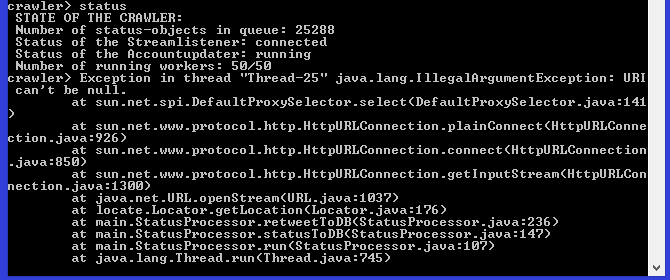 crawler> status
STATE OF THE CRAWLER:
Number of status-objects in queue: 25288
Status of the Streamlistener: connected
Status of the Accountupdater: running
Number of running workers: 50/50
crawler> Exception in thread "Thread-25" java.lang.IllegalArgumentException: URI
can't be null.
at sun.net.spi.DefaultProxySelector.select(DefaultProxySelector.java:141
)
at sun.net.www.protocol.http.HttpURLConnection.plainConnect(HttpURLConne
ction.java:926)
at sun.net.www.protocol.http.HttpURLConnection.connect(HttpURLConnection
.java:850)
at sun.net.www.protocol.http.HttpURLConnection.getInputStream(HttpURLCon
nection.java:1300)
at java.net.URL.openStream(URL.java:1037)
at locate.Locator.getLocation(Locator.java:176)
at main.StatusProcessor.retweetToDB(StatusProcessor.java:236)
at main.StatusProcessor.statusToDB(StatusProcessor.java:147)
at main.StatusProcessor.run(StatusProcessor.java:107)
at java.lang.Thread.run(Thread.java:745)